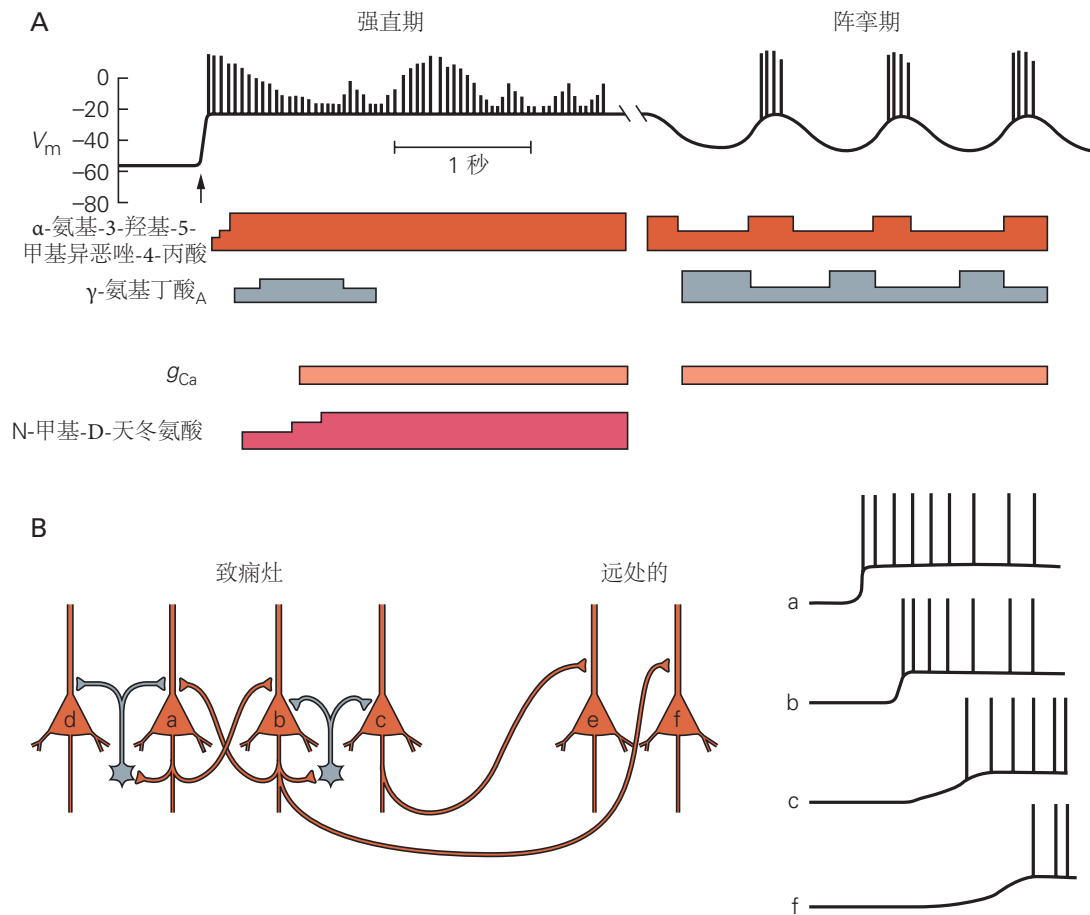 A
强直期
阵挛期
0
−20
−40
−60
−80
Vm
1 秒
α-氨基-3-羟基-5-
甲基异恶唑-4-丙酸
γ-氨基丁酸A
gCa
N-甲基-D-天冬氨酸
B
致痫灶
远处的
d
a
b
c
e
f
a
b
c
f